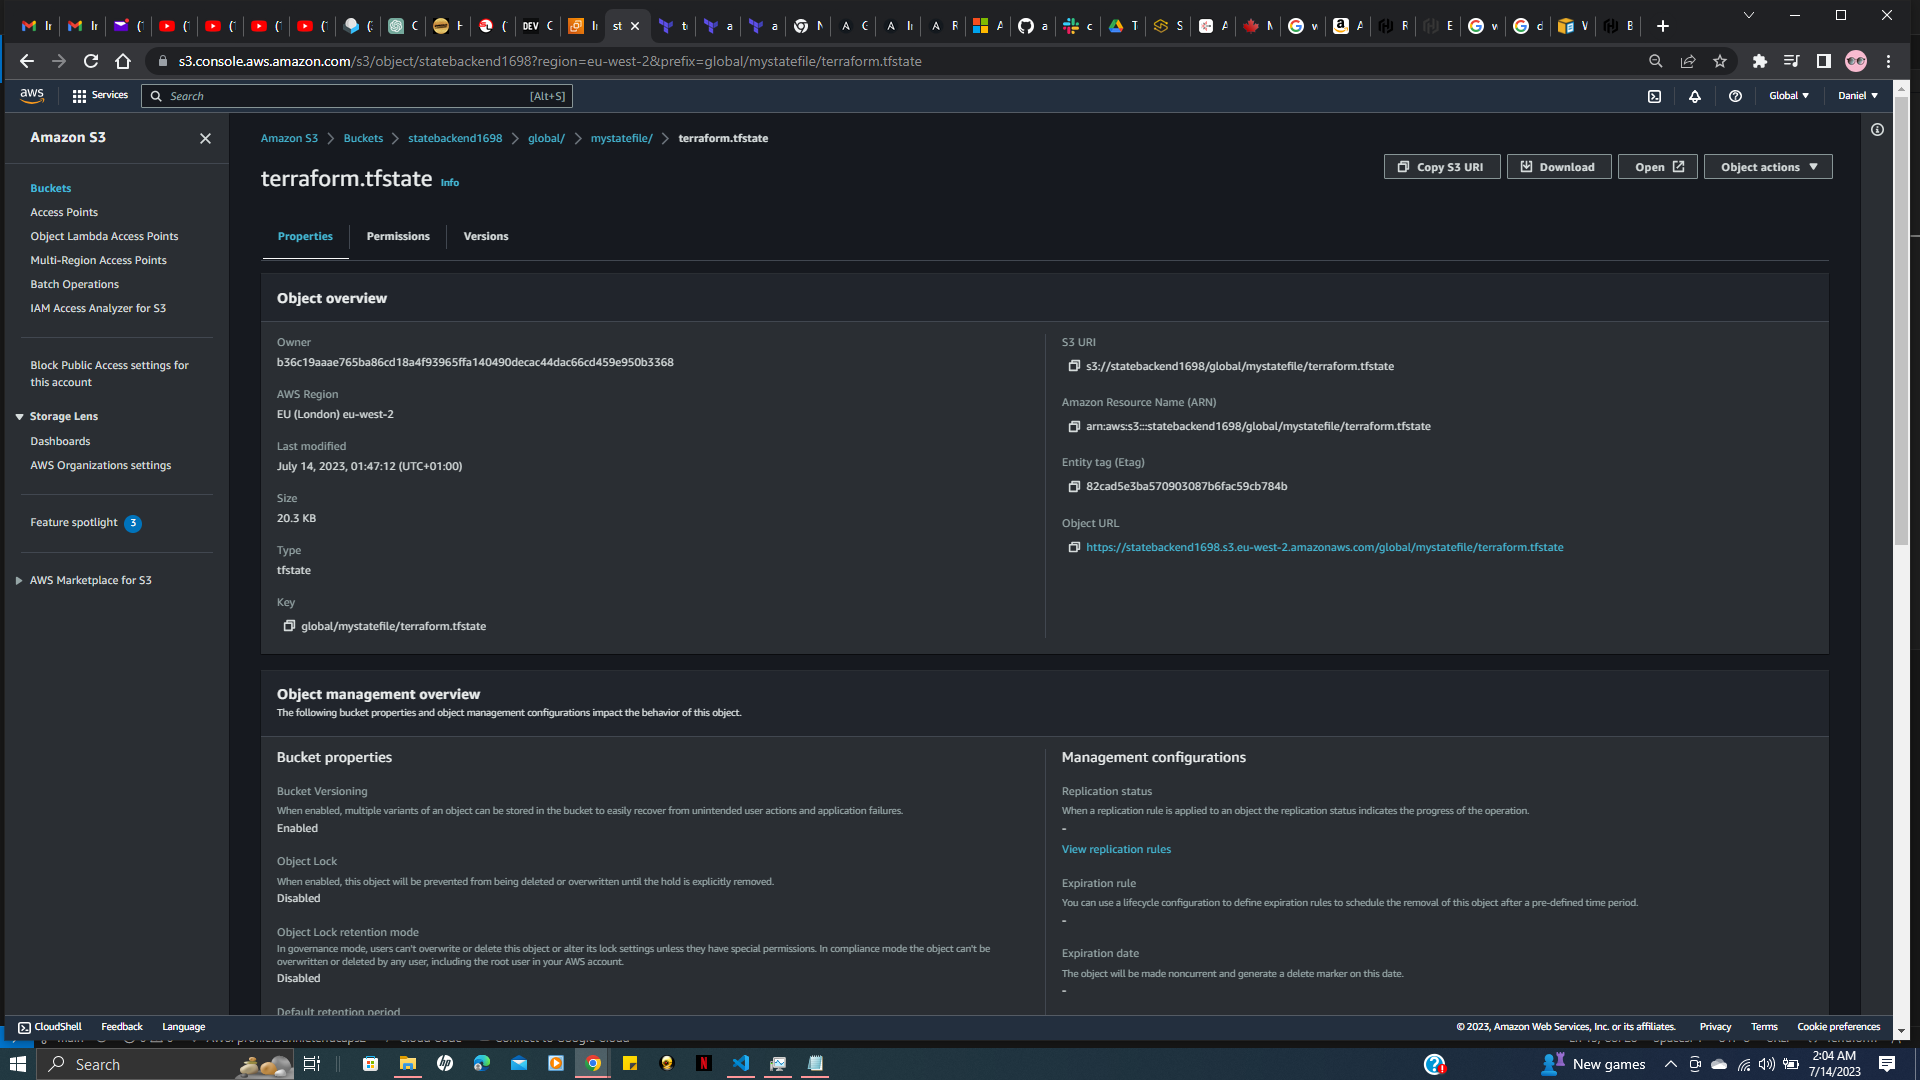 s3.console.aws.amazon.com/s3/object/statebackend1698?region=eu-west-2&prefix=global/mystatefile/terraform.tfstate
aws
Services
Search
[Alt+S]
Global
Daniel
Amazon S3
Buckets
Access Points
Object Lambda Access Points
Multi-Region Access Points
Batch Operations
IAM Access Analyzer for S3
Block Public Access settings for
this account
Storage Lens
Dashboards
AWS Organizations settings
Feature spotlight 3
AWS Marketplace for S3
Amazon S3 Buckets statebackend1698 global/ mystatefile/ terraform.tfstate
terraform.tfstate Info
Copy S3 URI
Download
Open
Object actions
Properties
Permissions
Versions
Object overview
Owner
b36c19aaae765ba86cd18a4f93965ffa140490decac44dac66cd459e950b3368
AWS Region
EU (London) eu-west-2
Last modified
July 14, 2023, 01:47:12 (UTC+01:00)
Size
20.3 KB
Type
tfstate
Key
global/mystatefile/terraform.tfstate
S3 URI
s3://statebackend1698/global/mystatefile/terraform.tfstate
Amazon Resource Name (ARN)
arn:aws:s3:::statebackend1698/global/mystatefile/terraform.tfstate
Entity tag (Etag)
82cad5e3ba570903087b6fac59cb784b
Object URL
https://statebackend1698.s3.eu-west-2.amazonaws.com/global/mystatefile/terraform.tfstate
Object management overview
The following bucket properties and object management configurations impact the behavior of this object.
Bucket properties
Bucket Versioning
When enabled, multiple variants of an object can be stored in the bucket to easily recover from unintended user actions and application failures.
Enabled
Object Lock
When enabled, this object will be prevented from being deleted or overwritten until the hold is explicitly removed.
Disabled
Object Lock retention mode
In governance mode, users can't overwrite or delete this object or alter its lock settings unless they have special permissions. In compliance mode the object can't be
overwritten or deleted by any user, including the root user in your AWS account.
Disabled
Default retention period
Management configurations
Replication status
When a replication rule is applied to an object the replication status indicates the progress of the operation.
-
View replication rules
Expiration rule
You can use a lifecycle configuration to define expiration rules to schedule the removal of this object after a pre-defined time period.
-
Expiration date
The object will be made noncurrent and generate a delete marker on this date.
-
CloudShell
Feedback
Language
© 2023, Amazon Web Services, Inc. or its affiliates.
Privacy
Terms
Cookie preferences
Search
New games
2:04 AM
7/14/2023